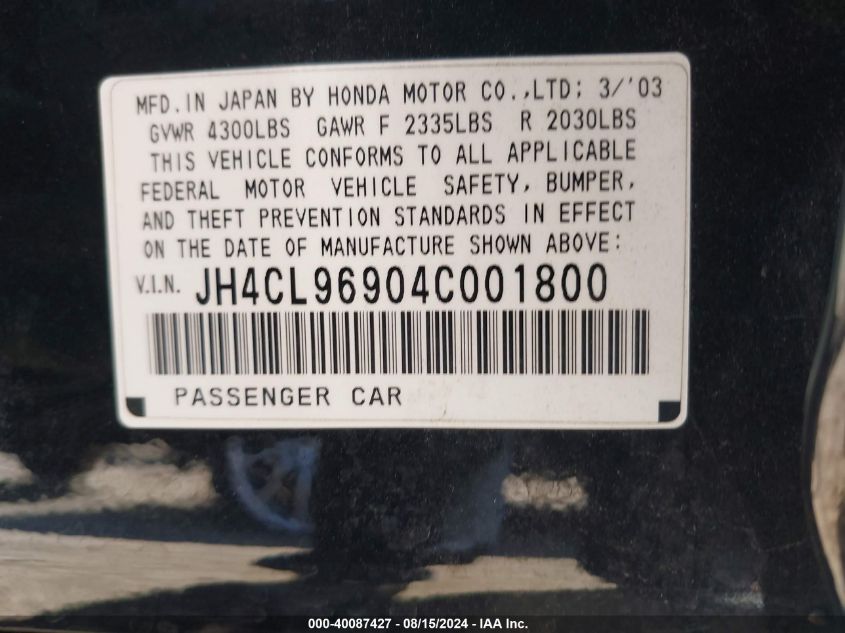 MFD. IN JAPAN BY HONDA MOTOR CO.,LTD: 3/'03
GVWR 4300LBS GAWR F 2335LBS R 2030LBS
THIS VEHICLE CONFORMS TO ALL APPLICABLE
FEDERAL MOTOR VEHICLE SAFETY, BUMPER,
AND THEFT PREVENTION STANDARDS IN EFFECT
ON THE DATE OF MANUFACTURE SHOWN ABOVE:
V.I.N. JH4CL96904C001800
PASSENGER CAR
000-40087427 - 08/15/2024 - IAA Inc.